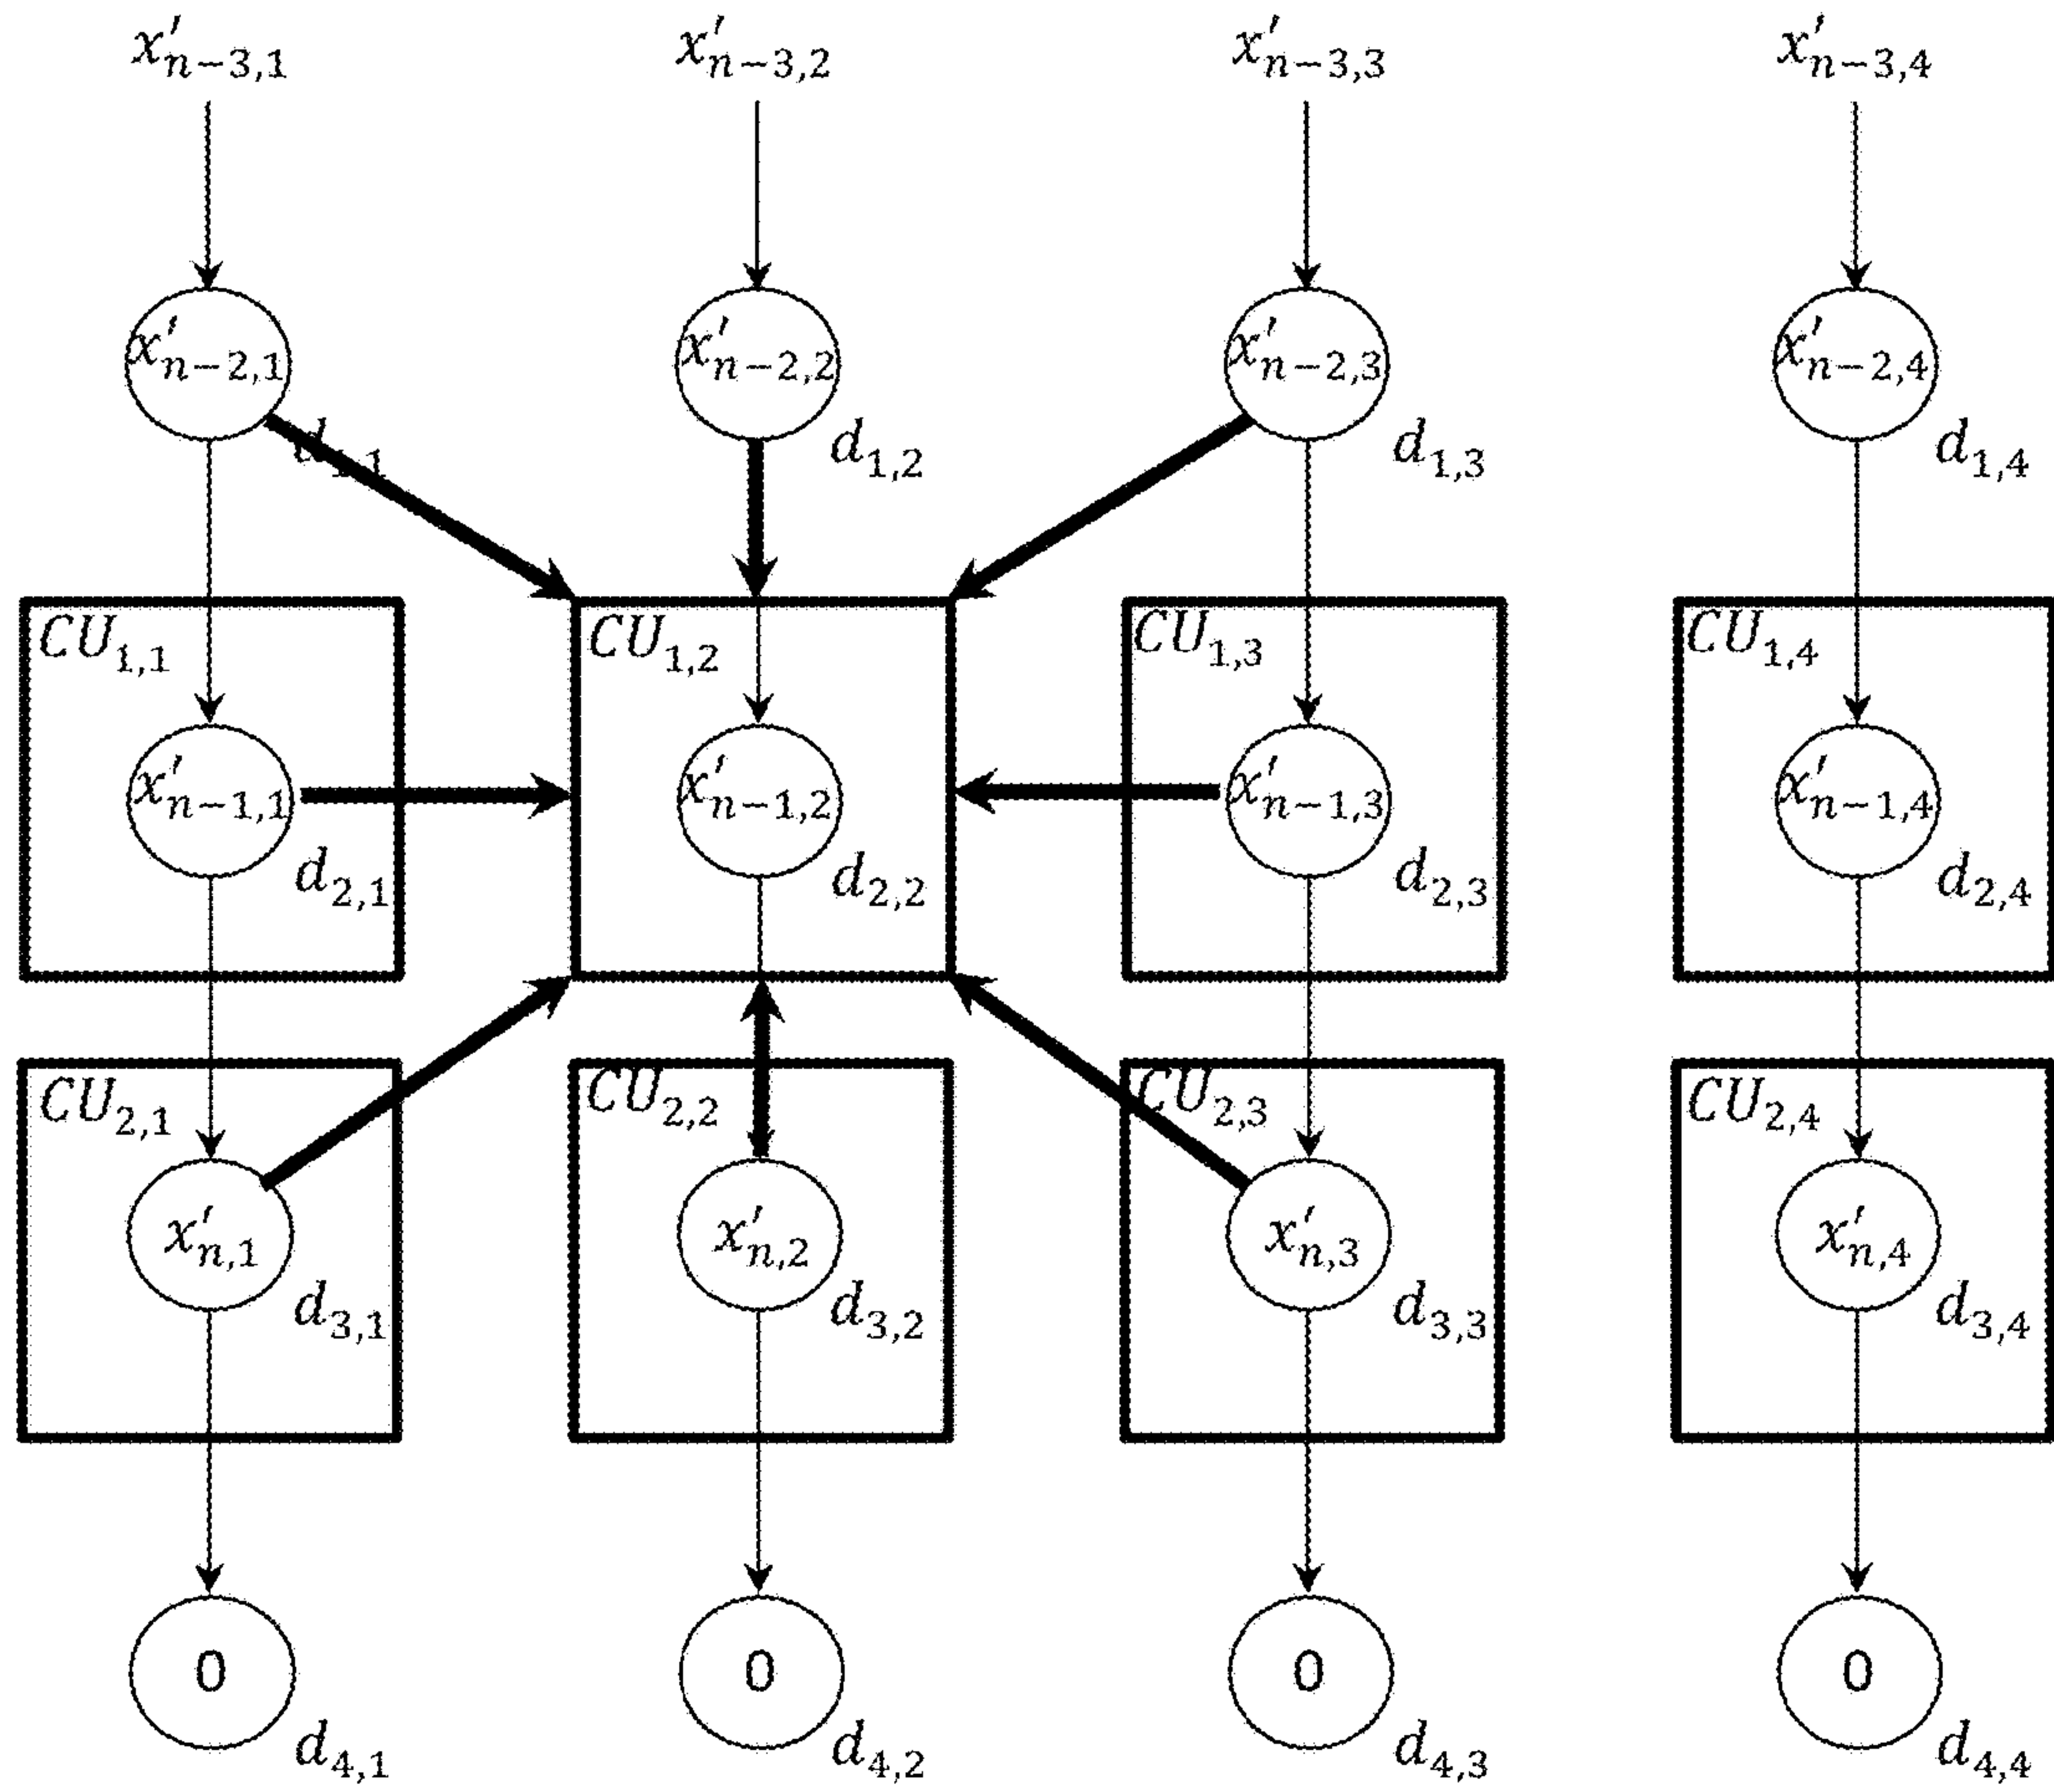 x′ₙ₋₃,₁ x′ₙ₋₃,₂ x′ₙ₋₃,₃ x′ₙ₋₃,₄
x′ₙ₋₂,₁ x′ₙ₋₂,₂ x′ₙ₋₂,₃ x′ₙ₋₂,₄
d₁,₁ d₁,₂ d₁,₃ d₁,₄
CU₁,₁ CU₁,₂ CU₁,₃ CU₁,₄
x′ₙ₋₁,₁ x′ₙ₋₁,₂ x′ₙ₋₁,₃ x′ₙ₋₁,₄
d₂,₁ d₂,₂ d₂,₃ d₂,₄
CU₂,₁ CU₂,₂ CU₂,₃ CU₂,₄
x′ₙ,₁ x′ₙ,₂ x′ₙ,₃ x′ₙ,₄
d₃,₁ d₃,₂ d₃,₃ d₃,₄
0 0 0 0
d₄,₁ d₄,₂ d₄,₃ d₄,₄